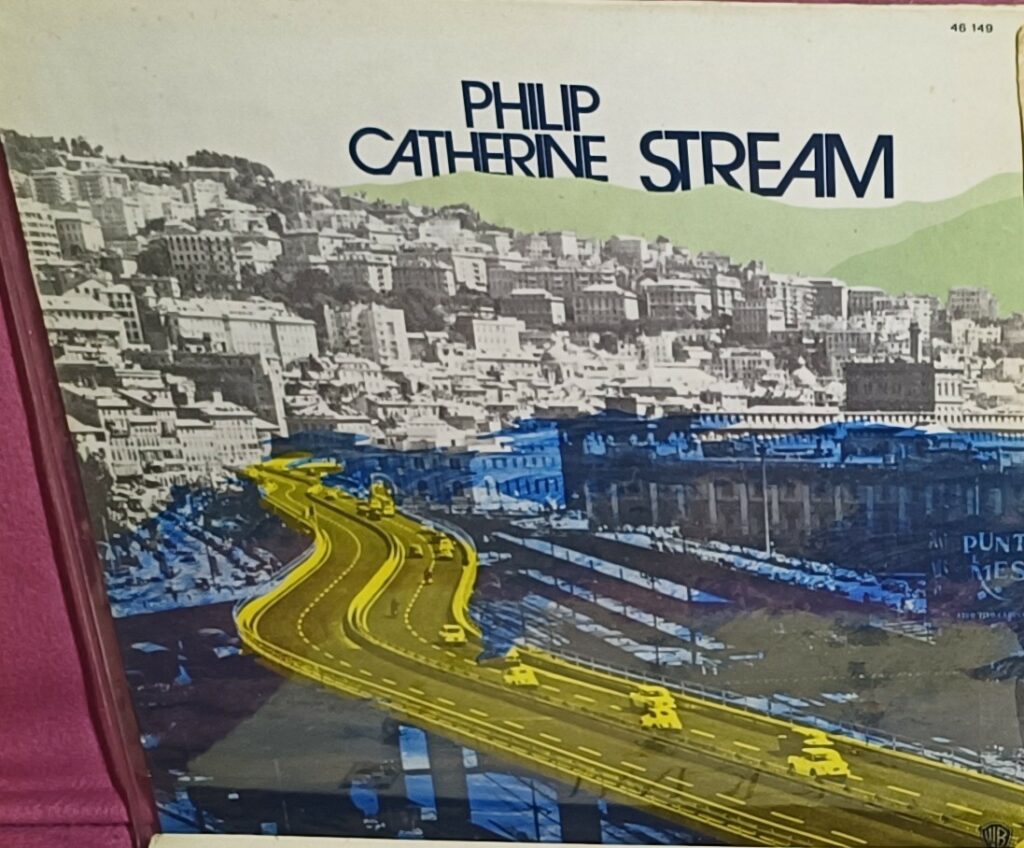 46 149
PHILIP
CATHERINE STREAM
PUNT
MES
WB